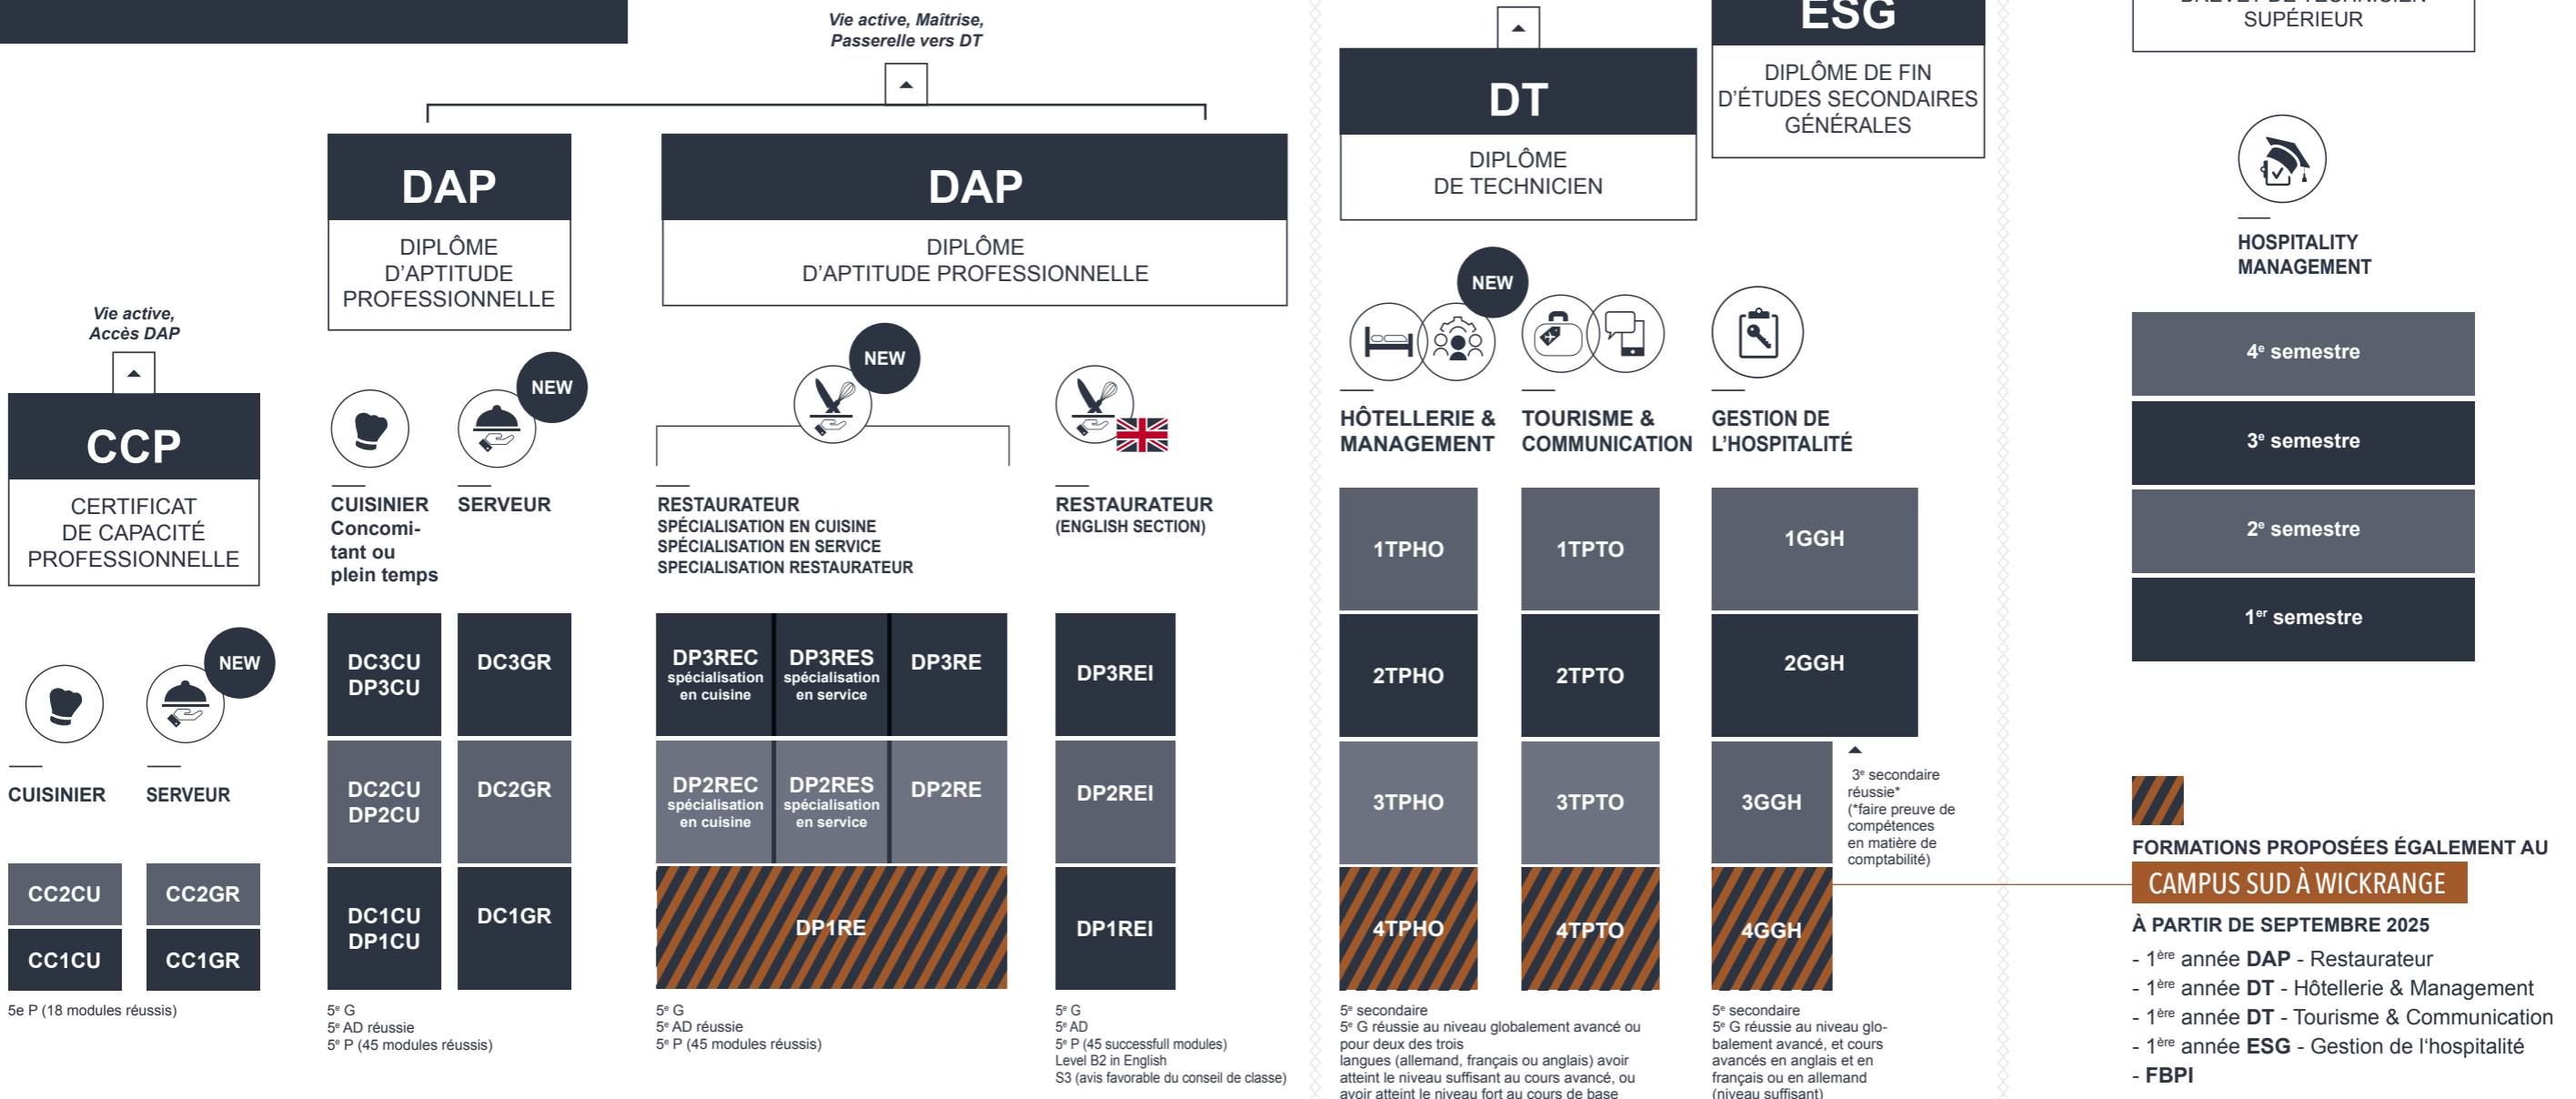 Vie active, Maîtrise,
Passerelle vers DT
DAP
DIPLÔME
D'APTITUDE
PROFESSIONNELLE
DAP
DIPLÔME
D'APTITUDE PROFESSIONNELLE
Vie active,
Accès DAP
CCP
CERTIFICAT
DE CAPACITÉ
PROFESSIONNELLE
NEW
CUISINIER
SERVEUR
CC2CU
CC2GR
CC1CU
CC1GR
5e P (18 modules réussis)
NEW
CUISINIER
Concomi-
tant ou
plein temps
SERVEUR
DC3CU
DP3CU
DC3GR
DC2CU
DP2CU
DC2GR
DC1CU
DP1CU
DC1GR
5e G
5e AD réussie
5e P (45 modules réussis)
NEW
RESTAURATEUR
SPÉCIALISATION EN CUISINE
SPÉCIALISATION EN SERVICE
SPECIALISATION RESTAURATEUR
DP3REC
spécialisation
en cuisine
DP3RES
spécialisation
en service
DP3RE
DP2REC
spécialisation
en cuisine
DP2RES
spécialisation
en service
DP2RE
DP1RE
5e G
5e AD réussie
5e P (45 modules réussis)
RESTAURATEUR
(ENGLISH SECTION)
DP3REI
DP2REI
DP1REI
5e G
5e AD
5e P (45 successfull modules)
Level B2 in English
S3 (avis favorable du conseil de classe)
DT
DIPLÔME
DE TECHNICIEN
NEW
HÔTELLERIE &
MANAGEMENT
TOURISME &
COMMUNICATION
1TPHO
1TPTO
2TPHO
2TPTO
3TPHO
3TPTO
4TPHO
4TPTO
5e secondaire
5e G réussie au niveau globalement avancé ou
pour deux des trois
langues (allemand, français ou anglais) avoir
atteint le niveau suffisant au cours avancé, ou
avoir atteint le niveau fort au cours de base
ESG
DIPLÔME DE FIN
D'ÉTUDES SECONDAIRES
GÉNÉRALES
GESTION DE
L'HOSPITALITÉ
1GGH
2GGH
3GGH
3e secondaire
réussie*
(*faire preuve de
compétences
en matière de
comptabilité)
4GGH
5e secondaire
5e G réussie au niveau glo-
balement avancé, et cours
avancés en anglais et en
français ou en allemand
(niveau suffisant)
BREVET DE TECHNICIEN
SUPÉRIEUR
HOSPITALITY
MANAGEMENT
4e semestre
3e semestre
2e semestre
1er semestre
FORMATIONS PROPOSÉES ÉGALEMENT AU
CAMPUS SUD À WICKRANGE
À PARTIR DE SEPTEMBRE 2025
- 1ère année DAP - Restaurateur
- 1ère année DT - Hôtellerie & Management
- 1ère année DT - Tourisme & Communication
- 1ère année ESG - Gestion de l'hospitalité
- FBPI